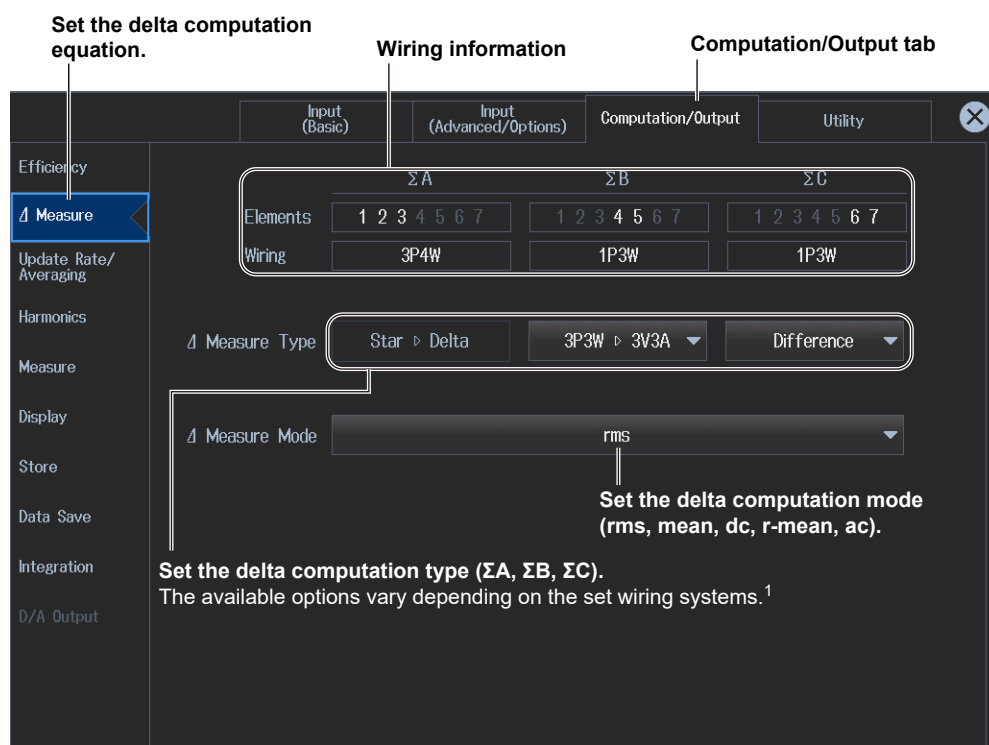 Set the delta computation
equation.
Wiring information
Computation/Output tab
Input
(Basic)
Input
(Advanced/Options)
Computation/Output
Utility
Efficiency
Δ Measure
Update Rate/
Averaging
Harmonics
Measure
Display
Store
Data Save
Integration
D/A Output
ΣA ΣB ΣC
Elements 1 2 3 4 5 6 7 1 2 3 4 5 6 7 1 2 3 4 5 6 7
Wiring 3P4W 1P3W 1P3W
Δ Measure Type Star ▷ Delta 3P3W ▷ 3V3A Difference
Δ Measure Mode rms
Set the delta computation mode
(rms, mean, dc, r-mean, ac).
Set the delta computation type (ΣA, ΣB, ΣC).
The available options vary depending on the set wiring systems.1